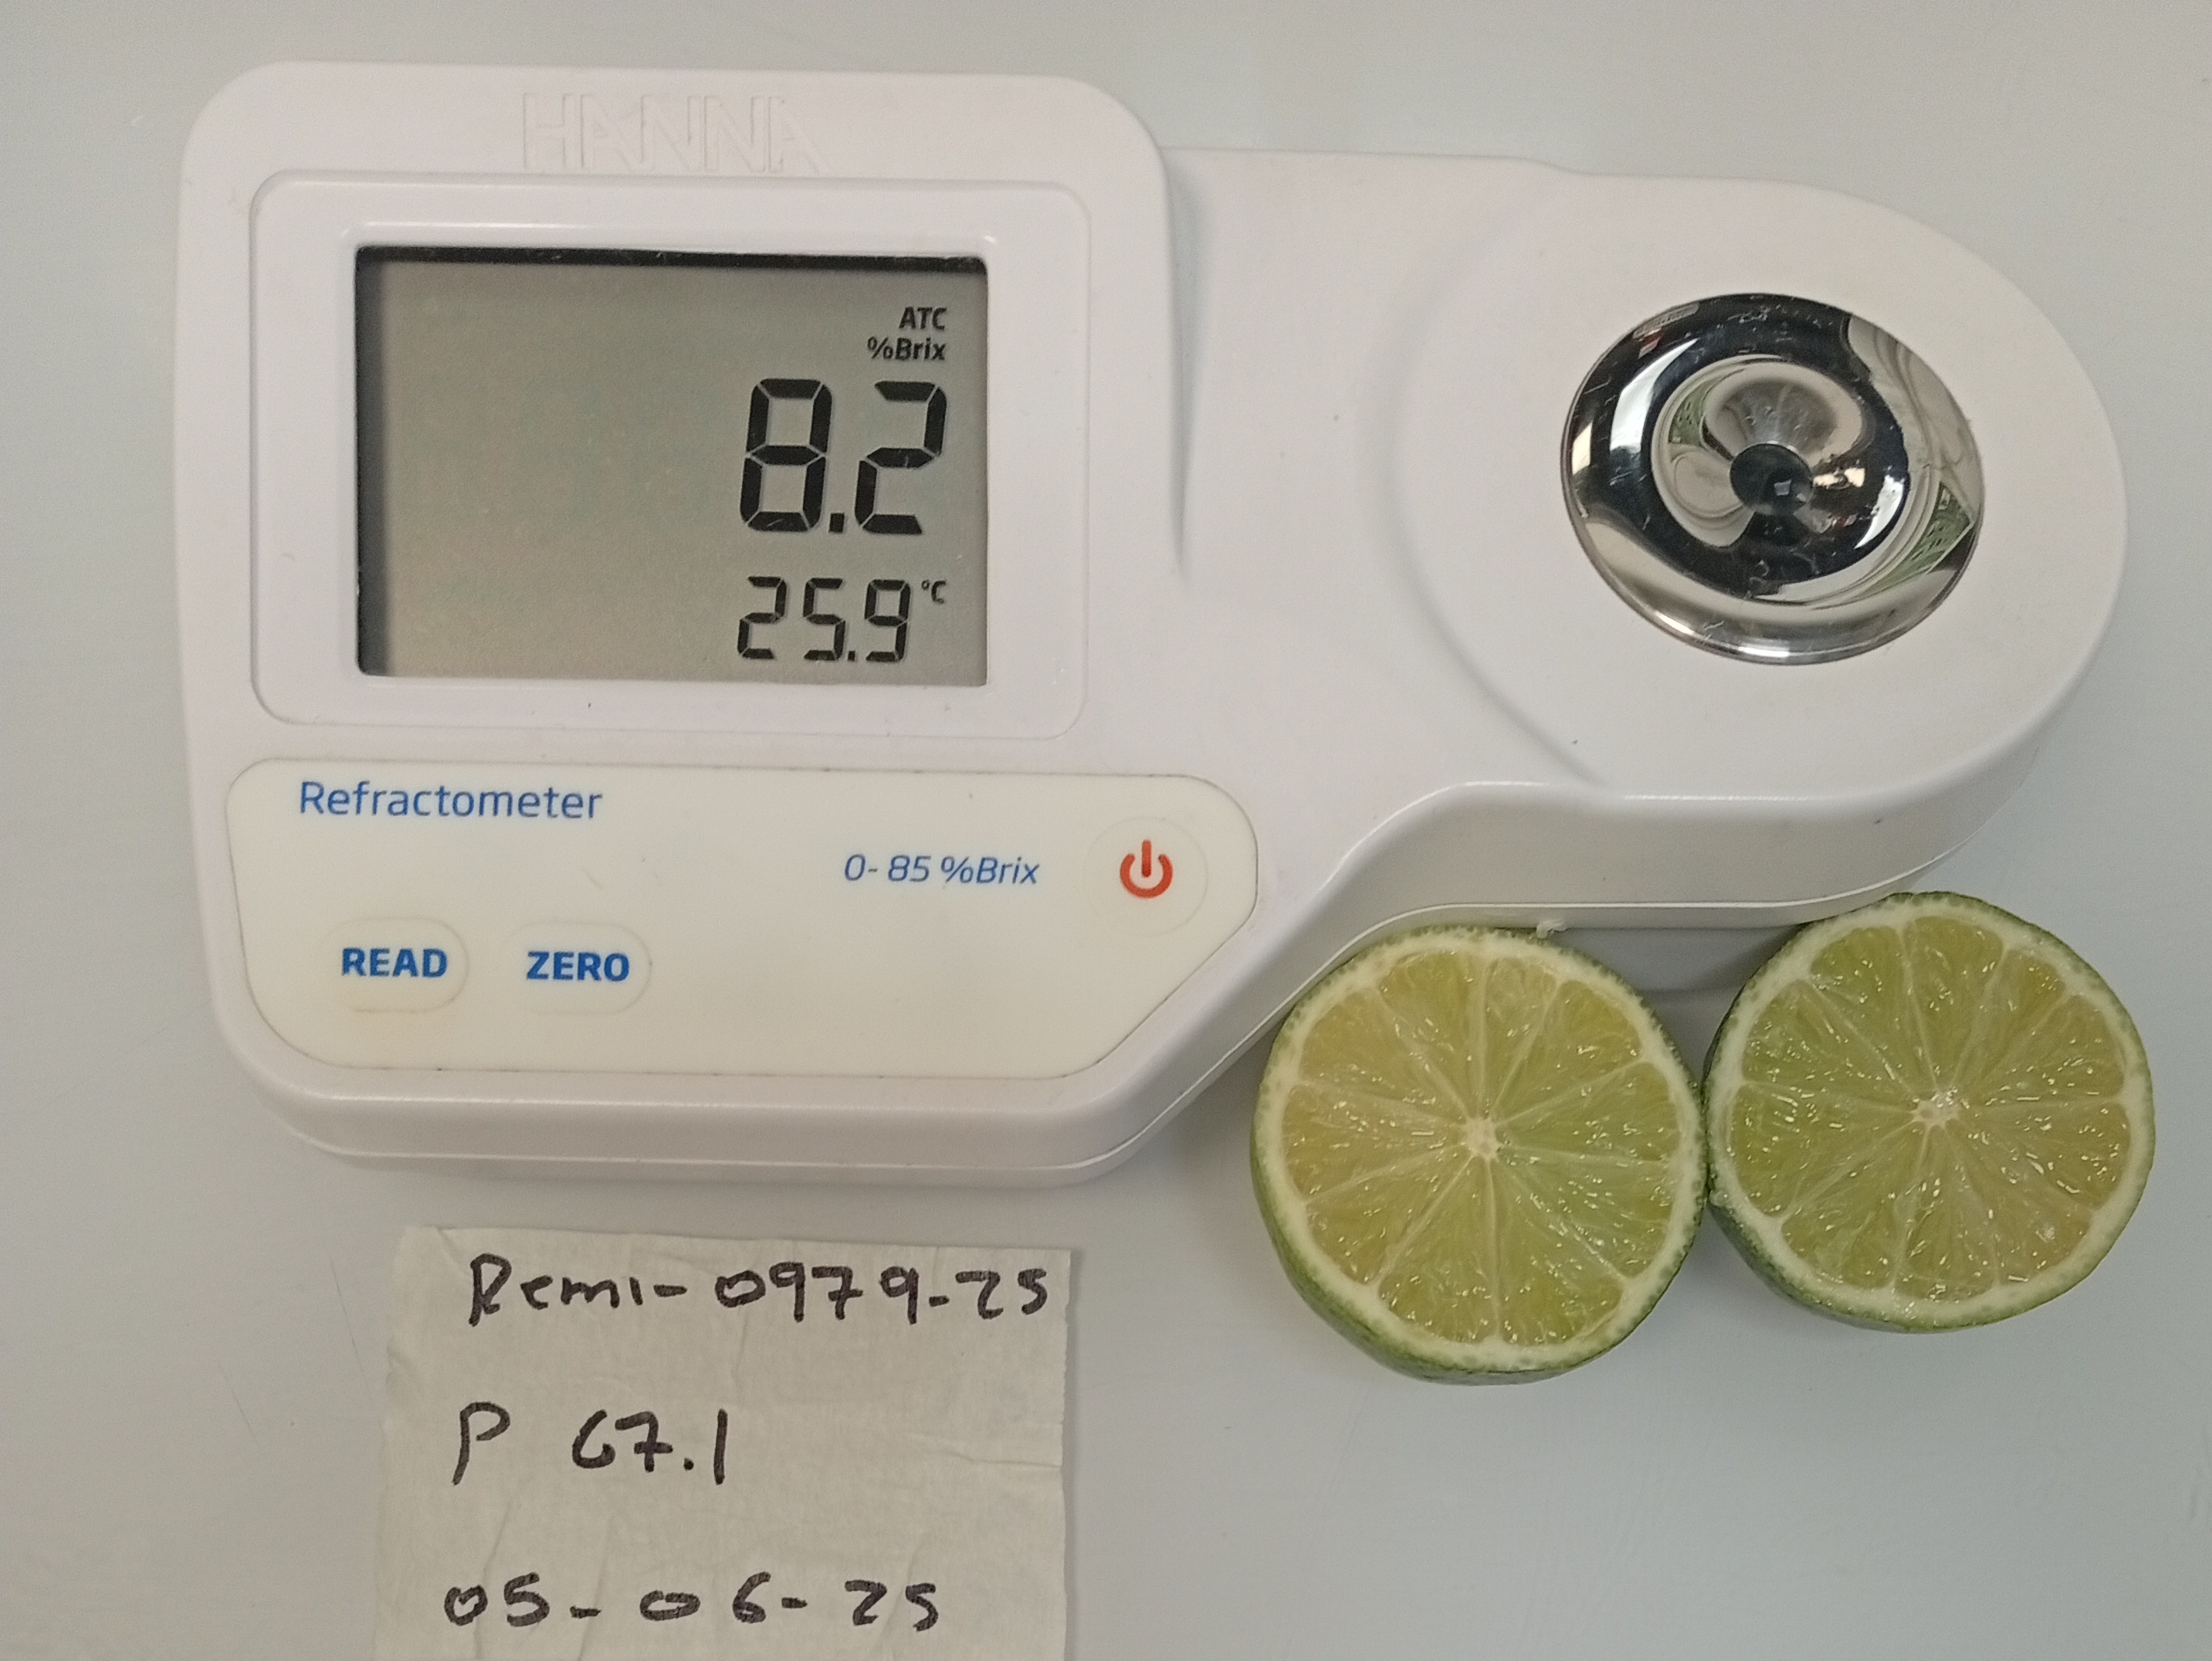 HANNA
ATC
%Brix
8.2
25.9 °C
Refractometer
0-85 %Brix
READ ZERO
Remi-0979-25
P 67.1
05-06-25